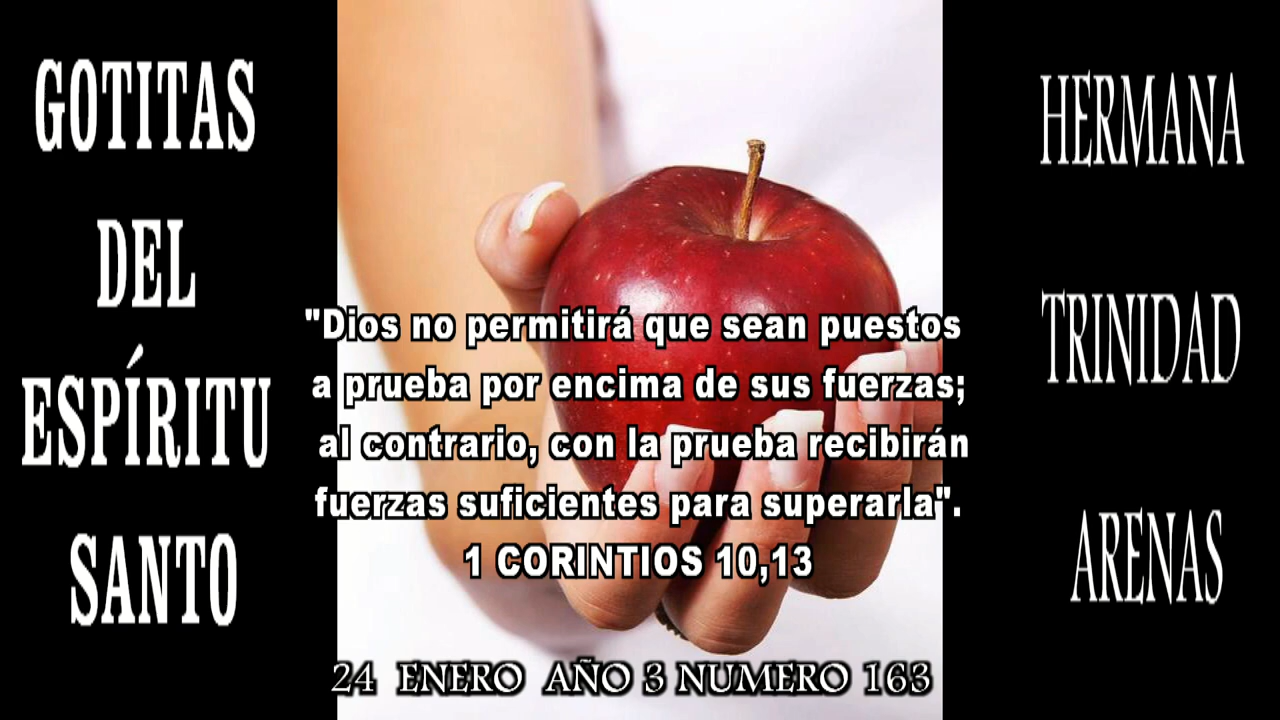 GOTITAS
DEL
ESPÍRITU
SANTO
"Dios no permitirá que sean puestos
a prueba por encima de sus fuerzas;
al contrario, con la prueba recibirán
fuerzas suficientes para superarla".
1 CORINTIOS 10,13
24 ENERO AÑO 3 NUMERO 163
HERMANA
TRINIDAD
ARENAS